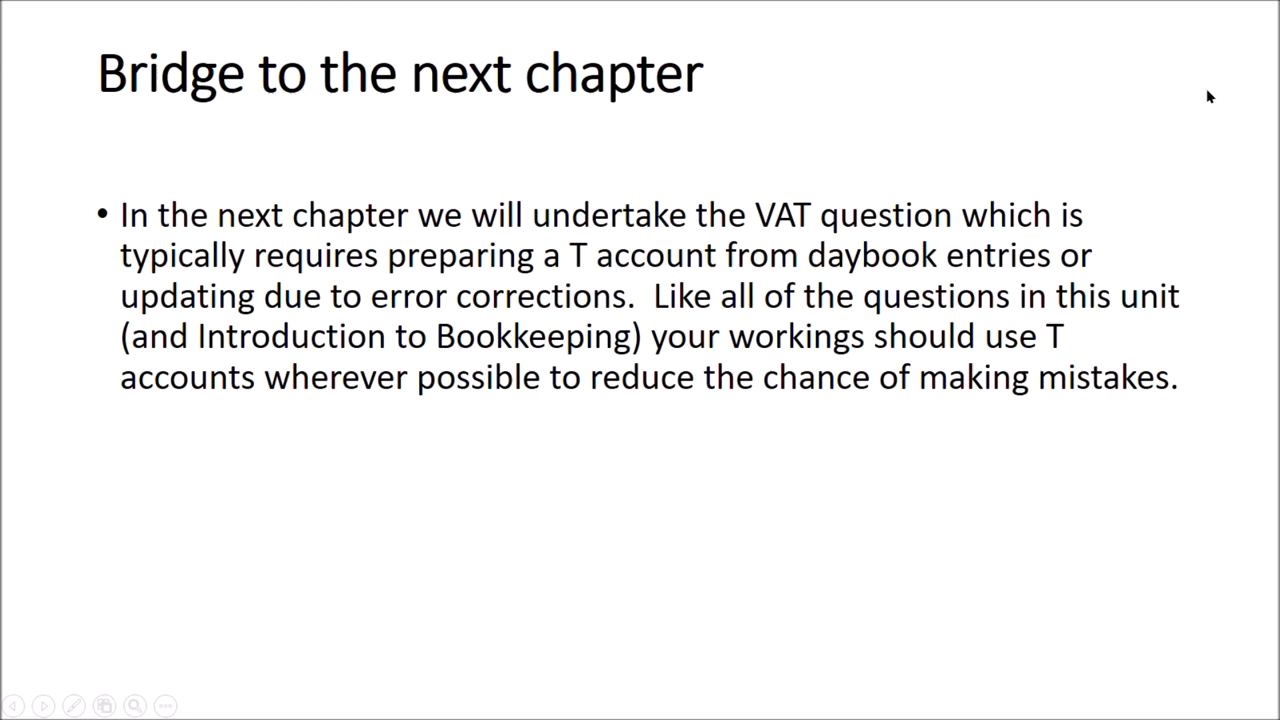 Bridge to the next chapter
• In the next chapter we will undertake the VAT question which is
typically requires preparing a T account from daybook entries or
updating due to error corrections.  Like all of the questions in this unit
(and Introduction to Bookkeeping) your workings should use T
accounts wherever possible to reduce the chance of making mistakes.